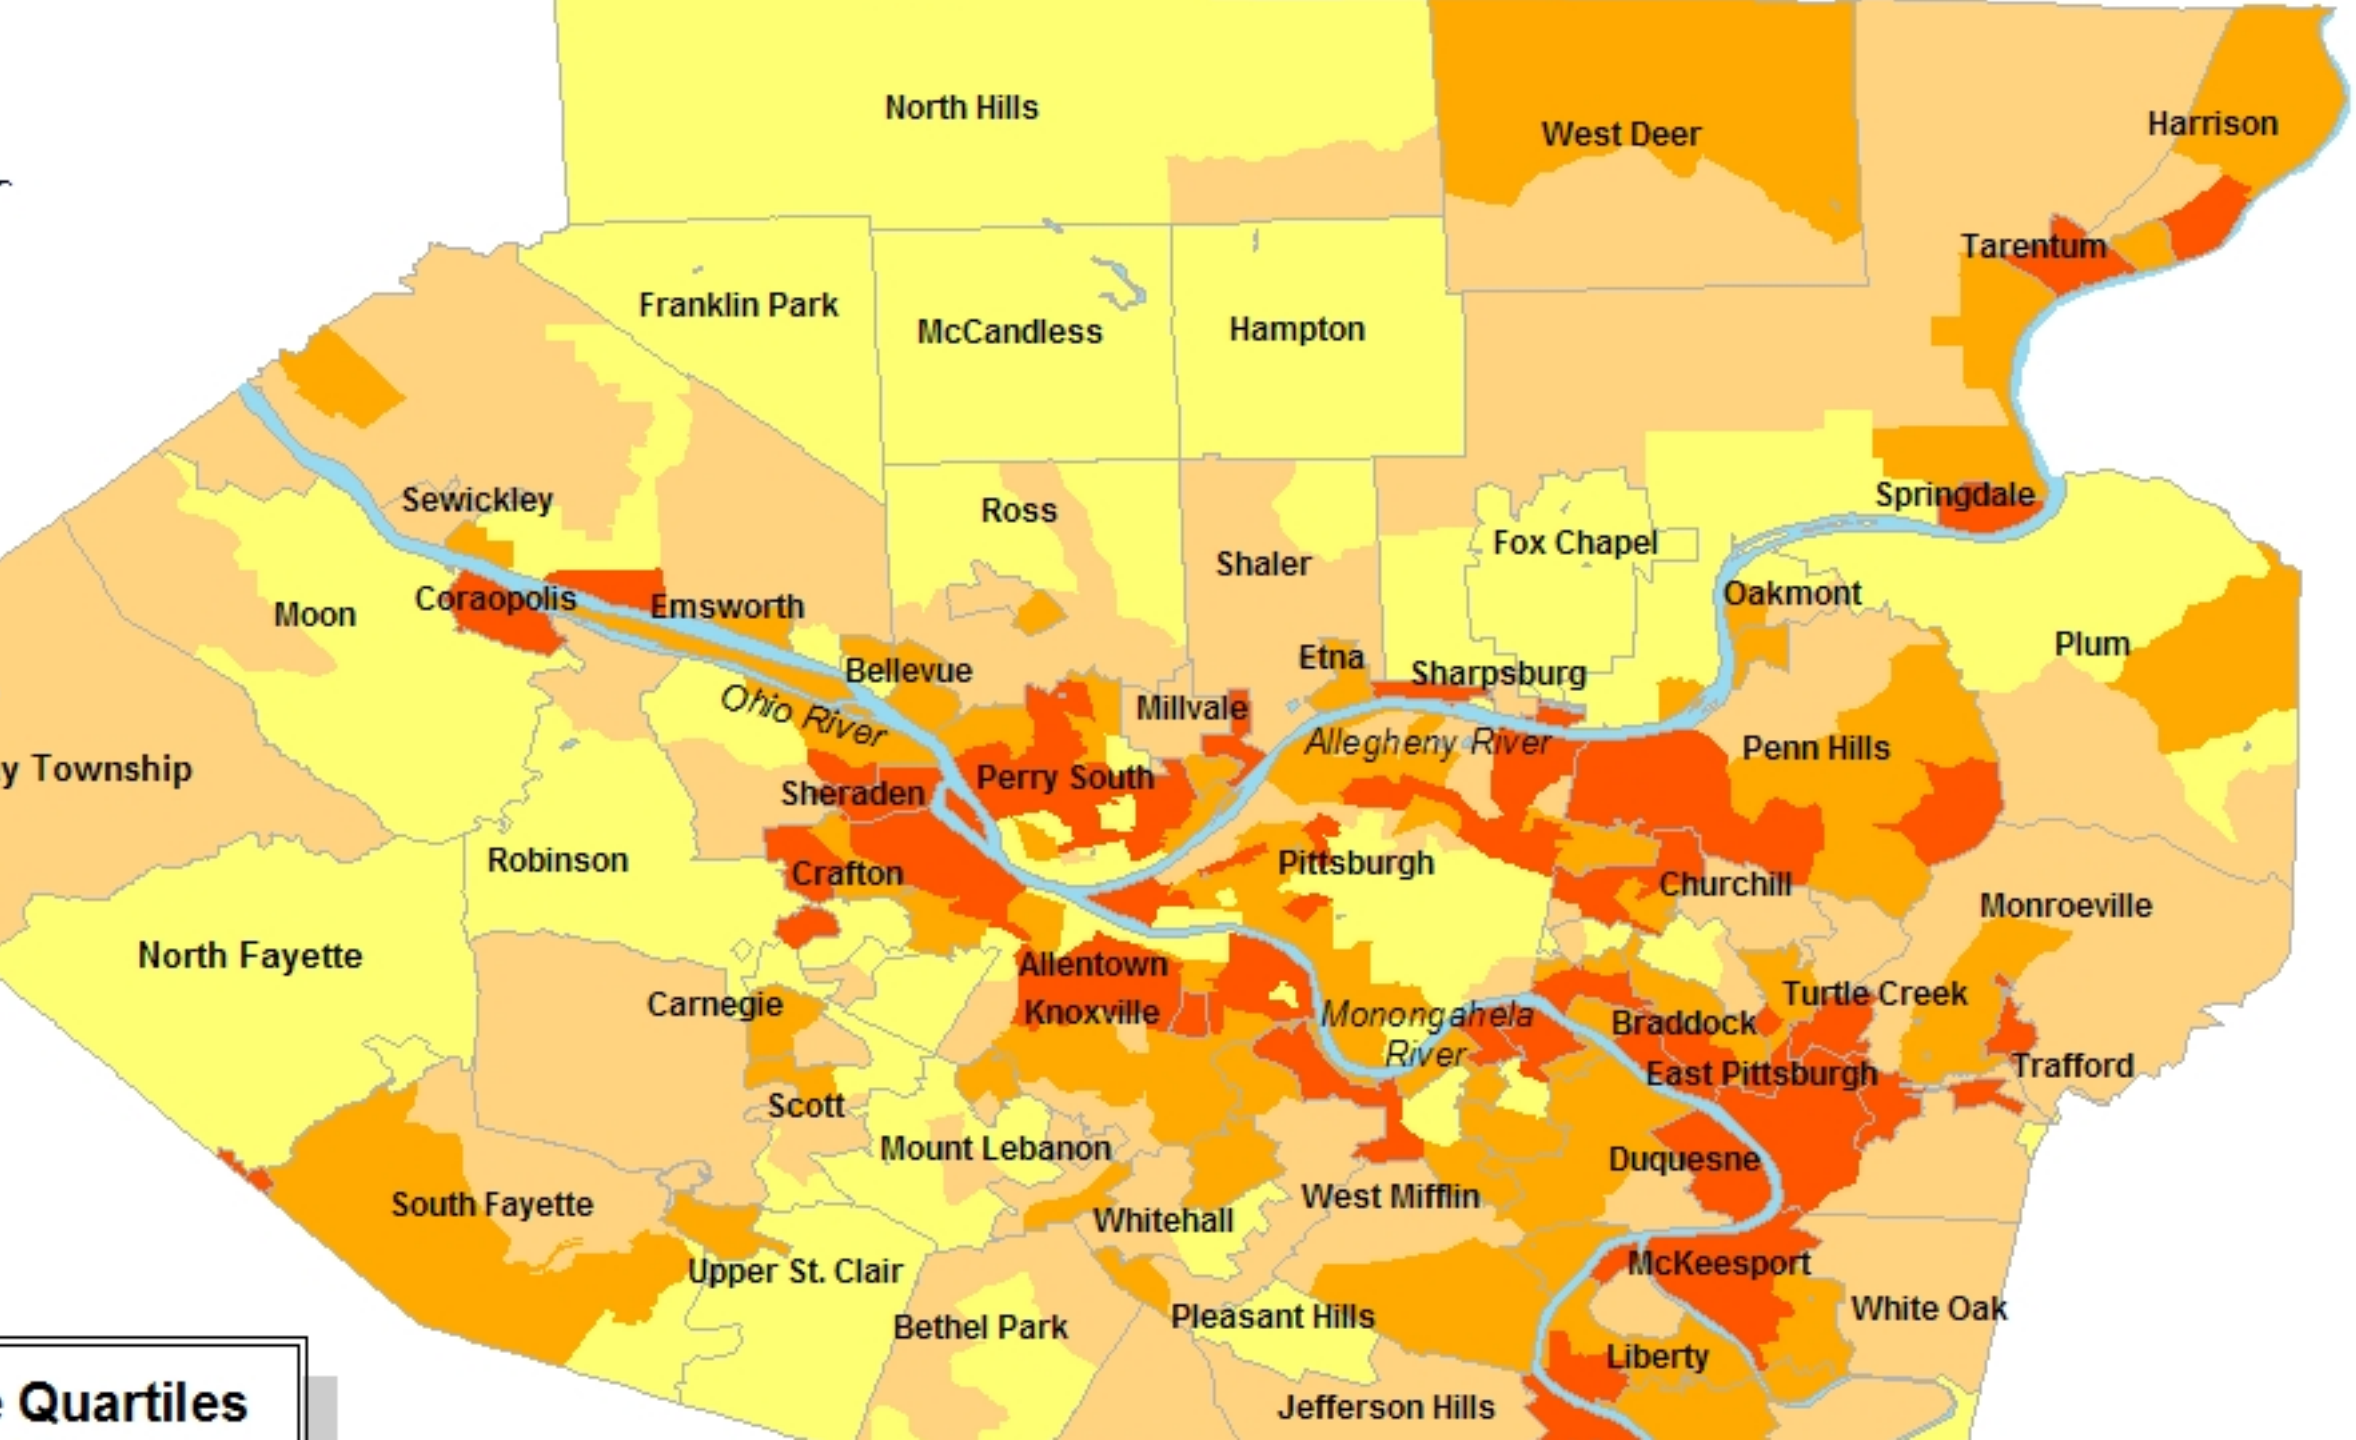 North Hills
West Deer
Harrison
Tarentum
Franklin Park
McCandless
Hampton
Sewickley
Springdale
Ross
Fox Chapel
Shaler
Oakmont
Coraopolis
Emsworth
Moon
Plum
Etna
Bellevue
Sharpsburg
Ohio River
Millvale
Allegheny River
Penn Hills
y Township
Perry South
Sheraden
Robinson
Pittsburgh
Crafton
Churchill
Monroeville
North Fayette
Allentown
Carnegie
Turtle Creek
Knoxville
Monongahela
River
Braddock
Trafford
East Pittsburgh
Scott
Mount Lebanon
Duquesne
West Mifflin
South Fayette
Whitehall
McKeesport
Upper St. Clair
White Oak
Pleasant Hills
Bethel Park
Liberty
Quartiles
Jefferson Hills